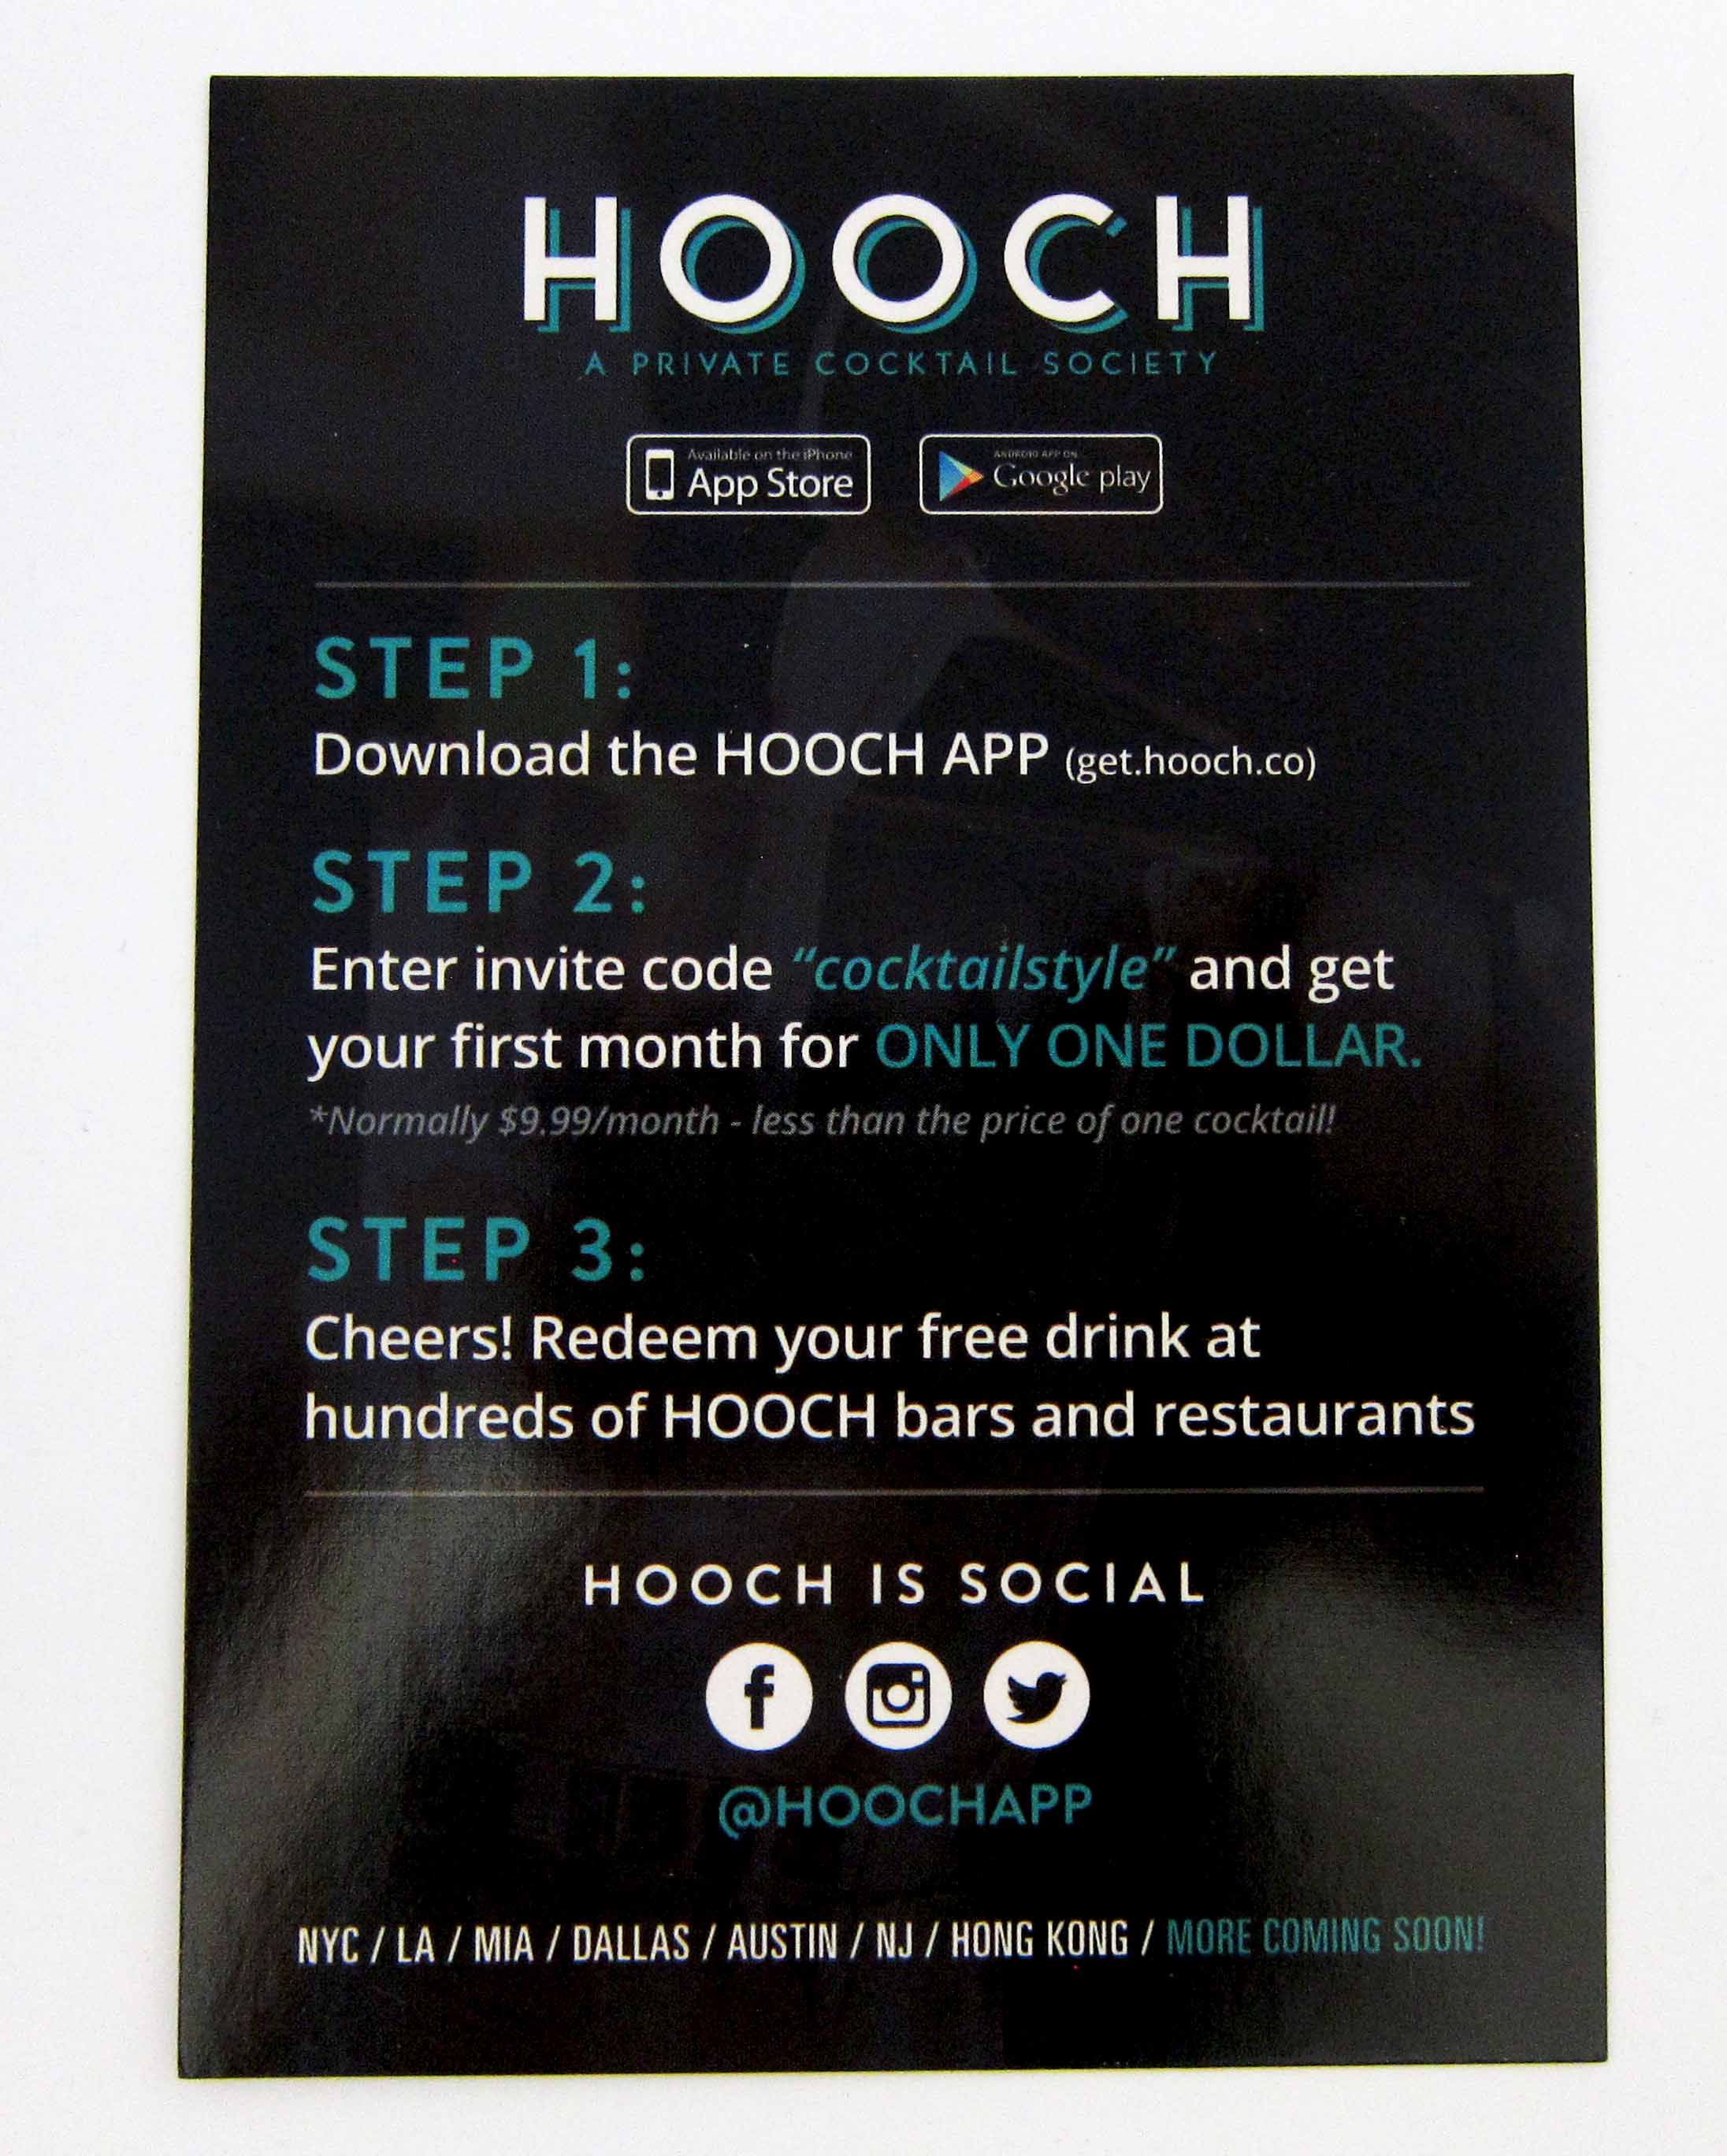 HOOCH
A PRIVATE COCKTAIL SOCIETY
Available on the iPhone
App Store
ANDROID APP ON
Google play
STEP 1:
Download the HOOCH APP (get.hooch.co)
STEP 2:
Enter invite code “cocktailstyle” and get
your first month for ONLY ONE DOLLAR.
*Normally $9.99/month - less than the price of one cocktail!
STEP 3:
Cheers! Redeem your free drink at
hundreds of HOOCH bars and restaurants
HOOCH IS SOCIAL
@HOOCHAPP
NYC / LA / MIA / DALLAS / AUSTIN / NJ / HONG KONG / MORE COMING SOON!